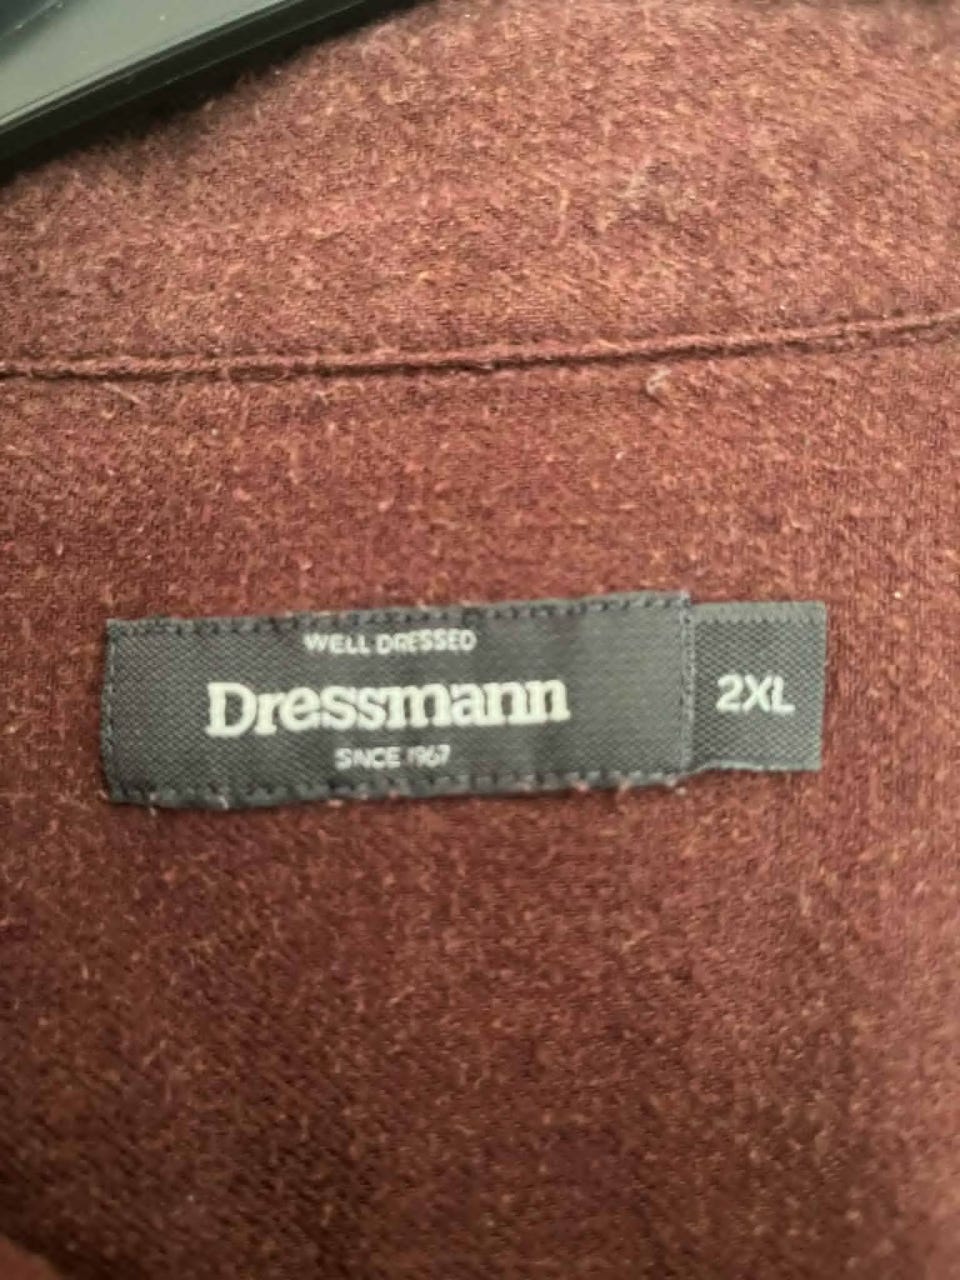 WELL DRESSED
Dressmann
SINCE 1967
2XL